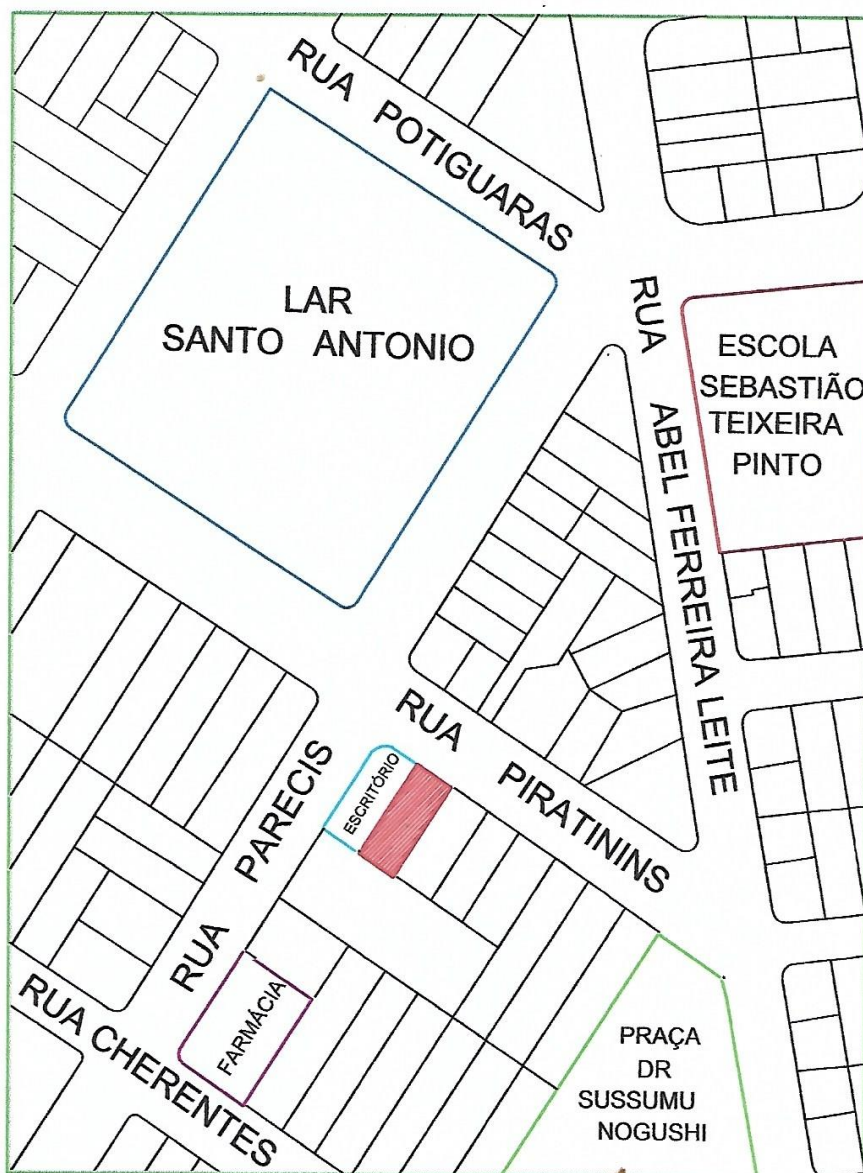 RUA POTIGUARAS
LAR
SANTO ANTONIO
RUA ABEL FERREIRA LEITE
ESCOLA
SEBASTIÃO
TEIXEIRA
PINTO
RUA PIRATININS
ESCRITÓRIO
RUA PARECIS
FARMÁCIA
RUA CHERENTES
PRAÇA
DR
SUSSUMU
NOGUSHI